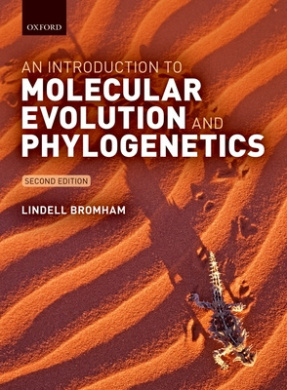 OXFORD
AN INTRODUCTION TO
MOLECULAR
EVOLUTION AND
PHYLOGENETICS
SECOND EDITION
LINDELL BROMHAM